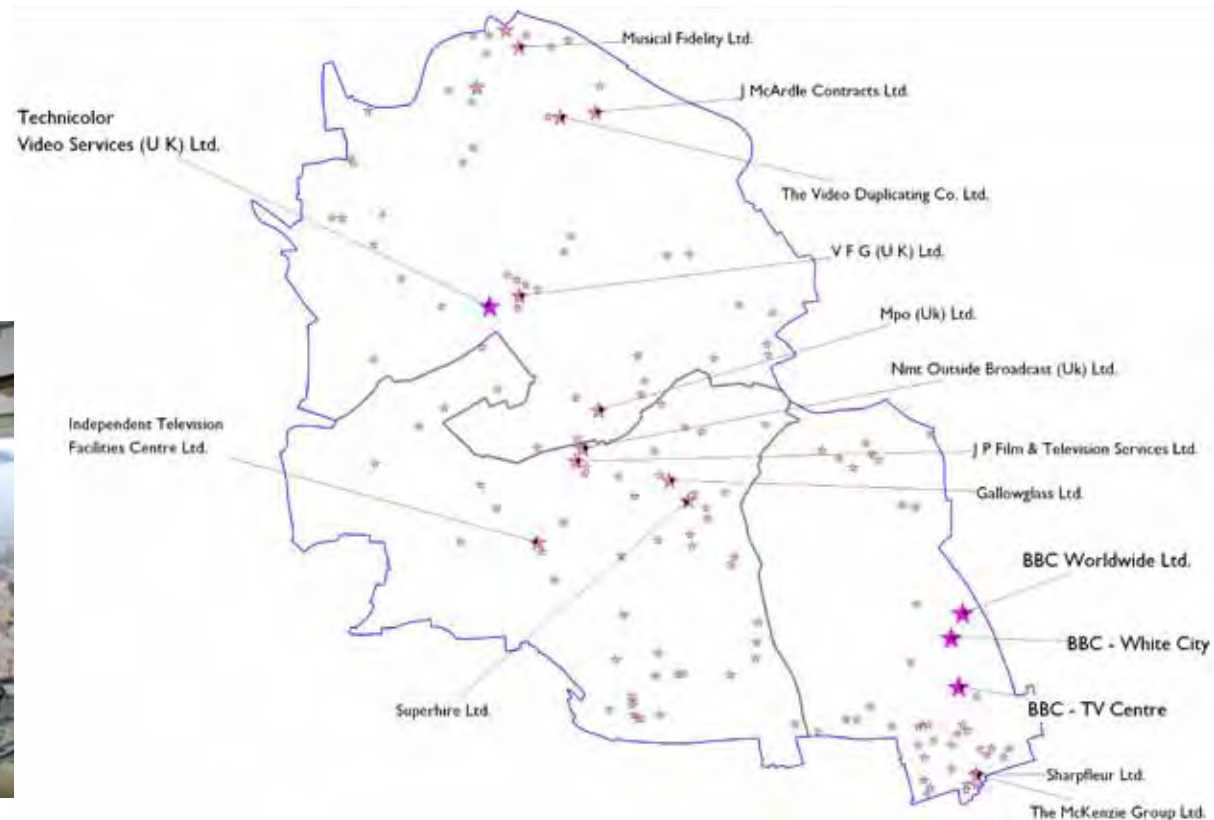 Musical Fidelity Ltd.
J McArdle Contracts Ltd.
Technicolor
Video Services (U K) Ltd.
The Video Duplicating Co. Ltd.
V F G (U K) Ltd.
Mpo (Uk) Ltd.
Nmt Outside Broadcast (Uk) Ltd.
Independent Television
Facilities Centre Ltd.
J P Film & Television Services Ltd.
Gallowglass Ltd.
BBC Worldwide Ltd.
BBC - White City
Superhire Ltd.
BBC - TV Centre
Sharpfleur Ltd.
The McKenzie Group Ltd.